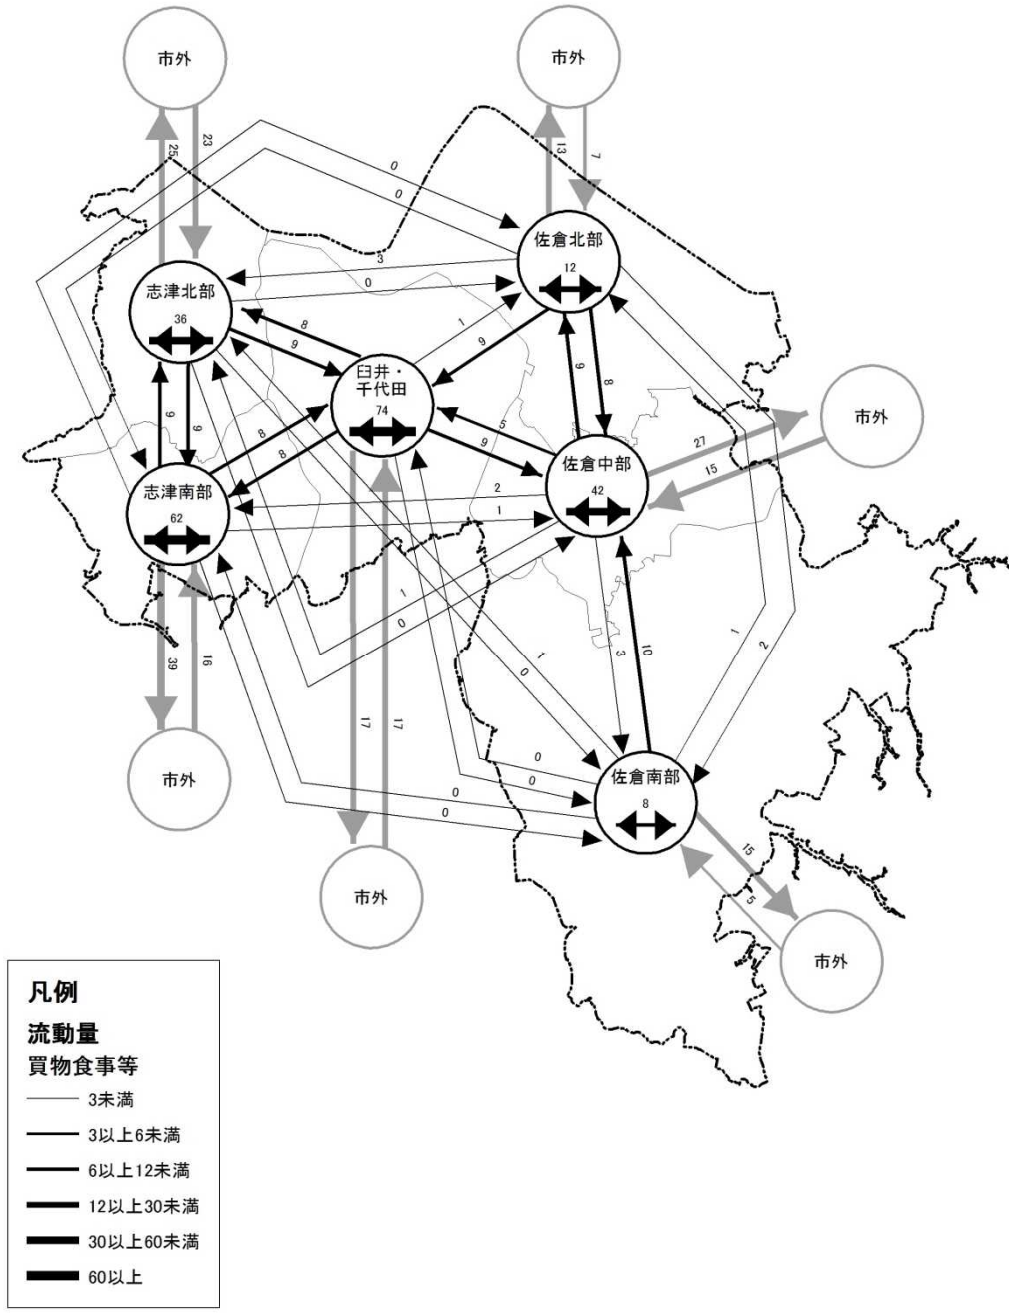 市外
市外
25
23
13
7
0
0
佐倉北部
12
3
0
志津北部
36
8
9
1
9
臼井・
千代田
74
9
8
市外
27
15
9
9
8
8
5
9
佐倉中部
42
志津南部
62
2
1
1
0
39
16
1
0
3
10
1
2
17
17
0
0
0
0
市外
佐倉南部
8
15
5
市外
市外
凡例
流動量
買物食事等
3未満
3以上6未満
6以上12未満
12以上30未満
30以上60未満
60以上